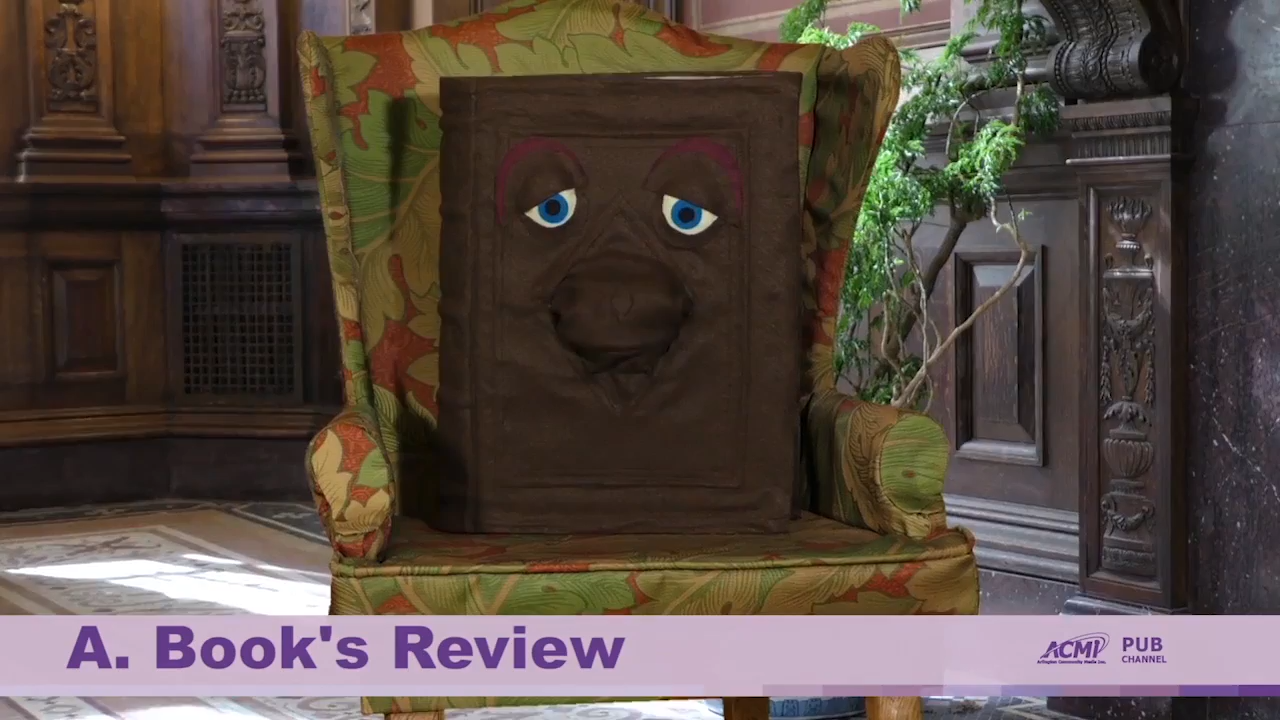 A. Book's Review
ACMi
Arlington Community Media Inc.
PUB
CHANNEL